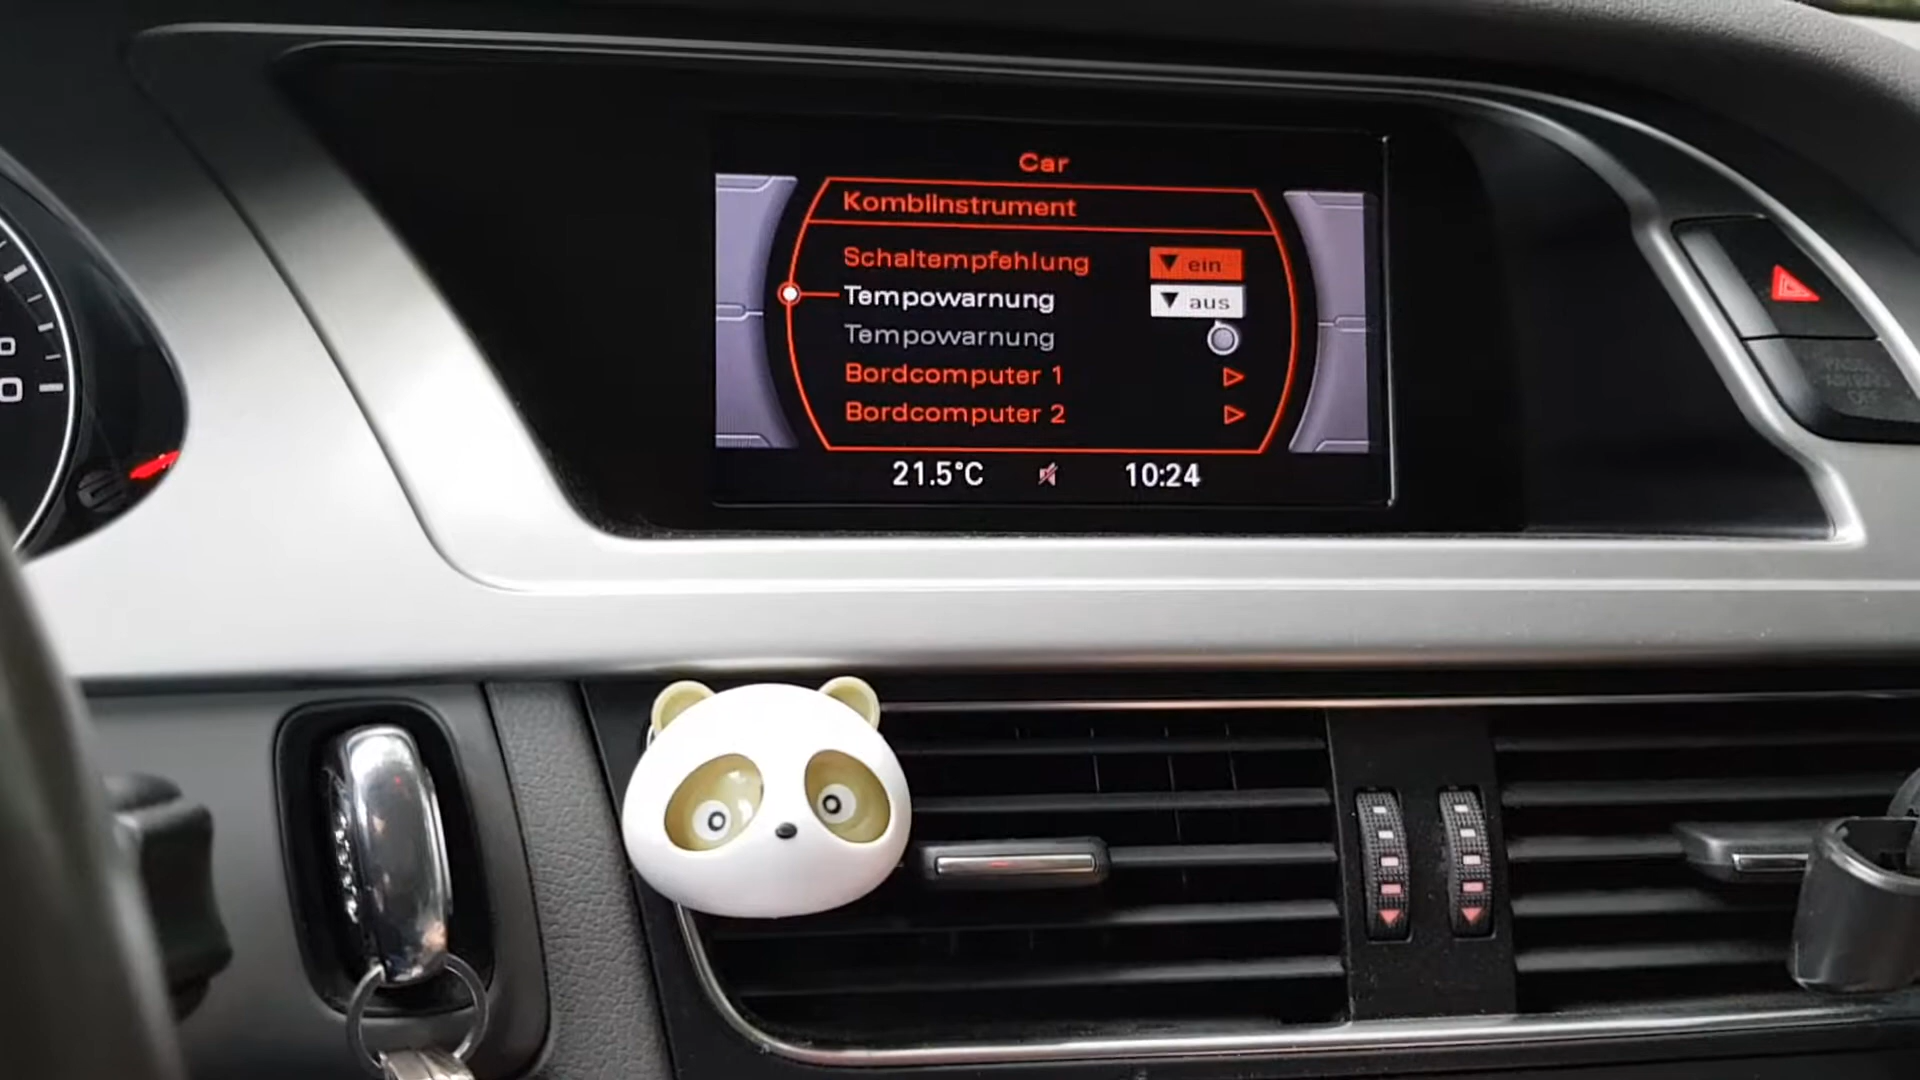 Car
Kombiinstrument
Schaltempfehlung ein
Tempowarnung aus
Tempowarnung
Bordcomputer 1
Bordcomputer 2
21.5°C 10:24